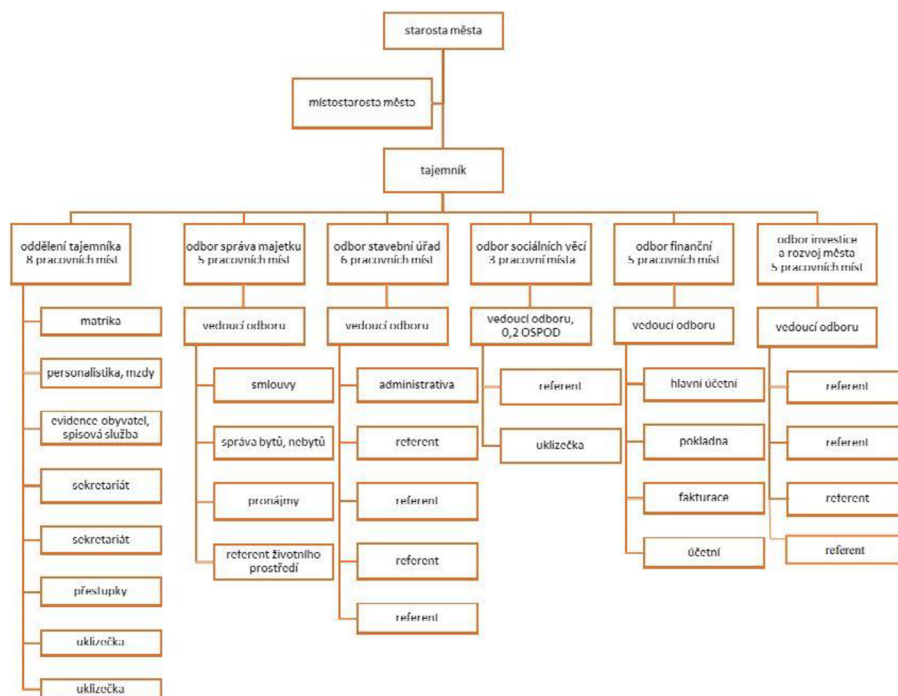 starosta města
místostarosta města
tajemník
oddělení tajemníka
8 pracovních míst
matrika
personalistika, mzdy
evidence obyvatel,
spisová služba
sekretariát
sekretariát
přestupky
uklízečka
uklízečka
odbor správa majetku
5 pracovních míst
vedoucí odboru
smlouvy
správa bytů, nebytů
pronájmy
referent životního
prostředí
odbor stavební úřad
6 pracovních míst
vedoucí odboru
administrativa
referent
referent
referent
referent
odbor sociálních věcí
3 pracovní místa
vedoucí odboru,
0,2 OSPOD
referent
uklízečka
odbor finanční
5 pracovních míst
vedoucí odboru
hlavní účetní
pokladna
fakturace
účetní
odbor investice
a rozvoj města
5 pracovních míst
vedoucí odboru
referent
referent
referent
referent